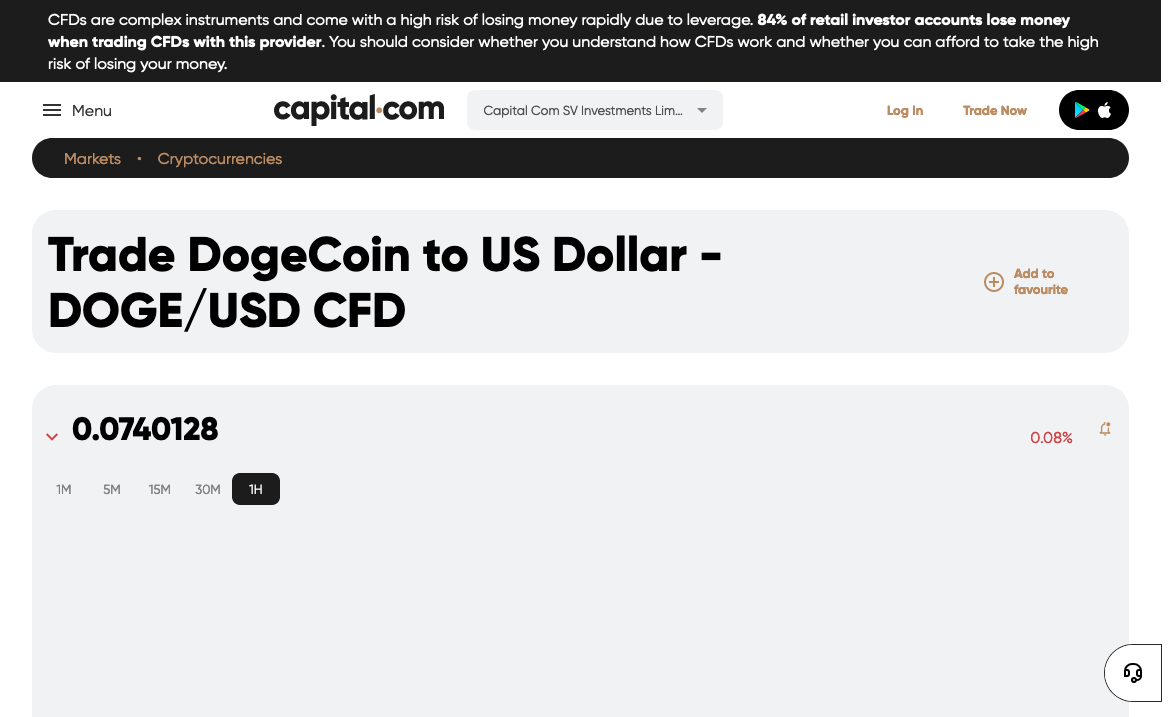 CFDs are complex instruments and come with a high risk of losing money rapidly due to leverage. 84% of retail investor accounts lose money
when trading CFDs with this provider. You should consider whether you understand how CFDs work and whether you can afford to take the high
risk of losing your money.
Menu
capital.com
Capital Com SV Investments Lim...
Log In
Trade Now
Markets • Cryptocurrencies
Trade DogeCoin to US Dollar -
DOGE/USD CFD
Add to
favourite
0.0740128
0.08%
1M 5M 15M 30M 1H